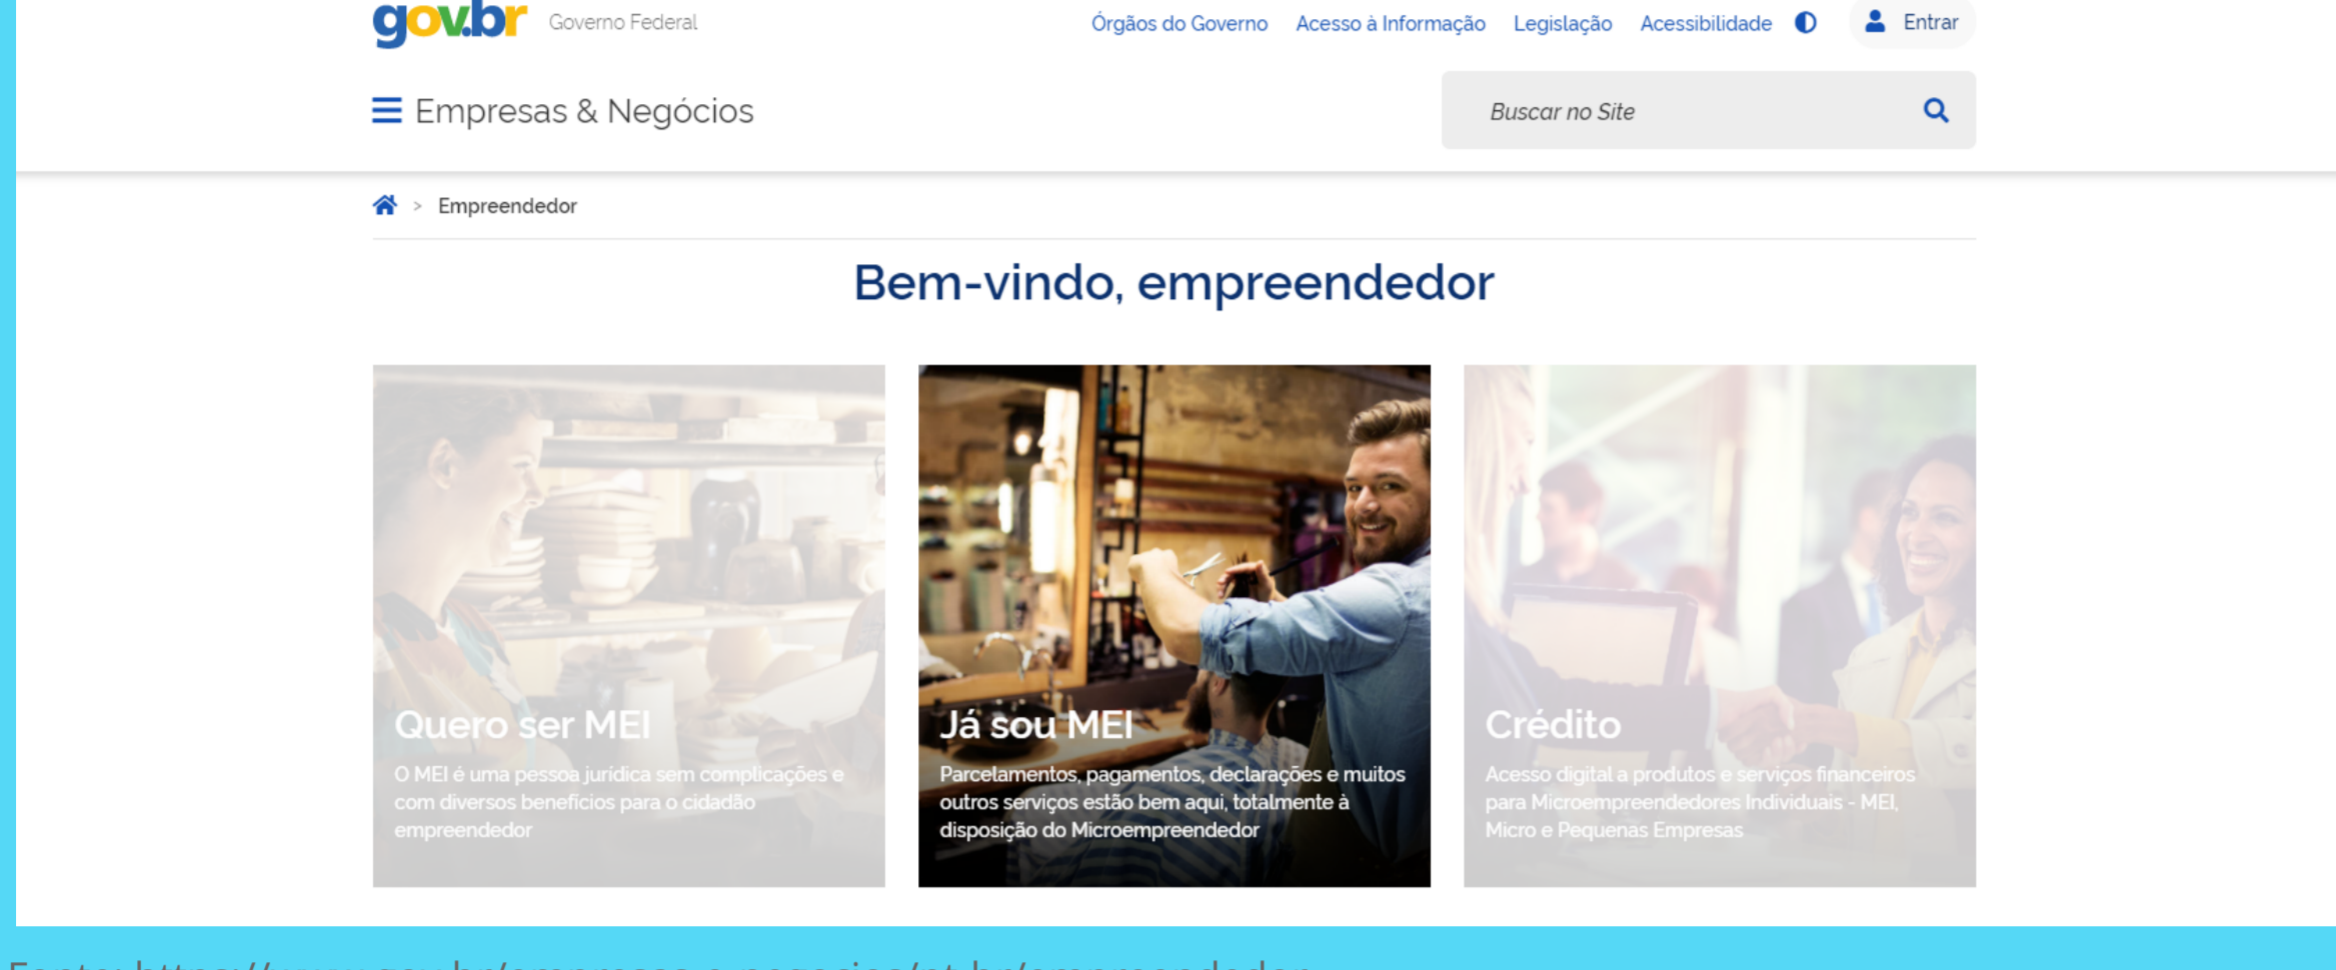 gov.br Governo Federal Órgãos do Governo Acesso à Informação Legislação Acessibilidade Entrar
Empresas & Negócios Buscar no Site
> Empreendedor
Bem-vindo, empreendedor
Quero ser MEI
O MEI é uma pessoa jurídica sem complicações e
com diversos benefícios para o cidadão
empreendedor
Já sou MEI
Parcelamentos, pagamentos, declarações e muitos
outros serviços estão bem aqui, totalmente à
disposição do Microempreendedor
Crédito
Acesso digital a produtos e serviços financeiros
para Microempreendedores Individuais - MEI,
Micro e Pequenas Empresas